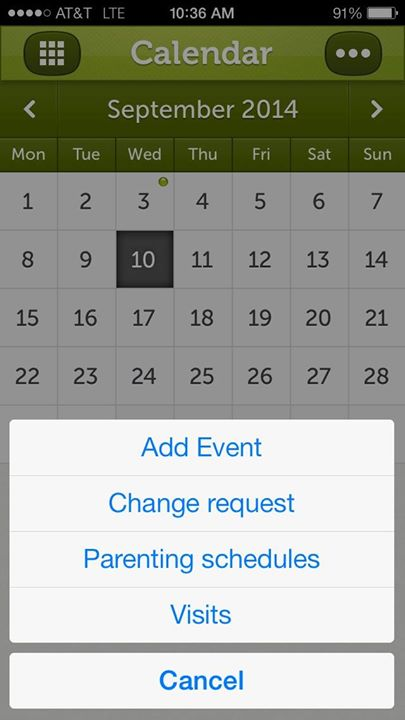 AT&T LTE 10:36 AM 91%
Calendar
September 2014
Mon Tue Wed Thu Fri Sat Sun
1 2 3 4 5 6 7
8 9 10 11 12 13 14
15 16 17 18 19 20 21
22 23 24 25 26 27 28
Add Event
Change request
Parenting schedules
Visits
Cancel